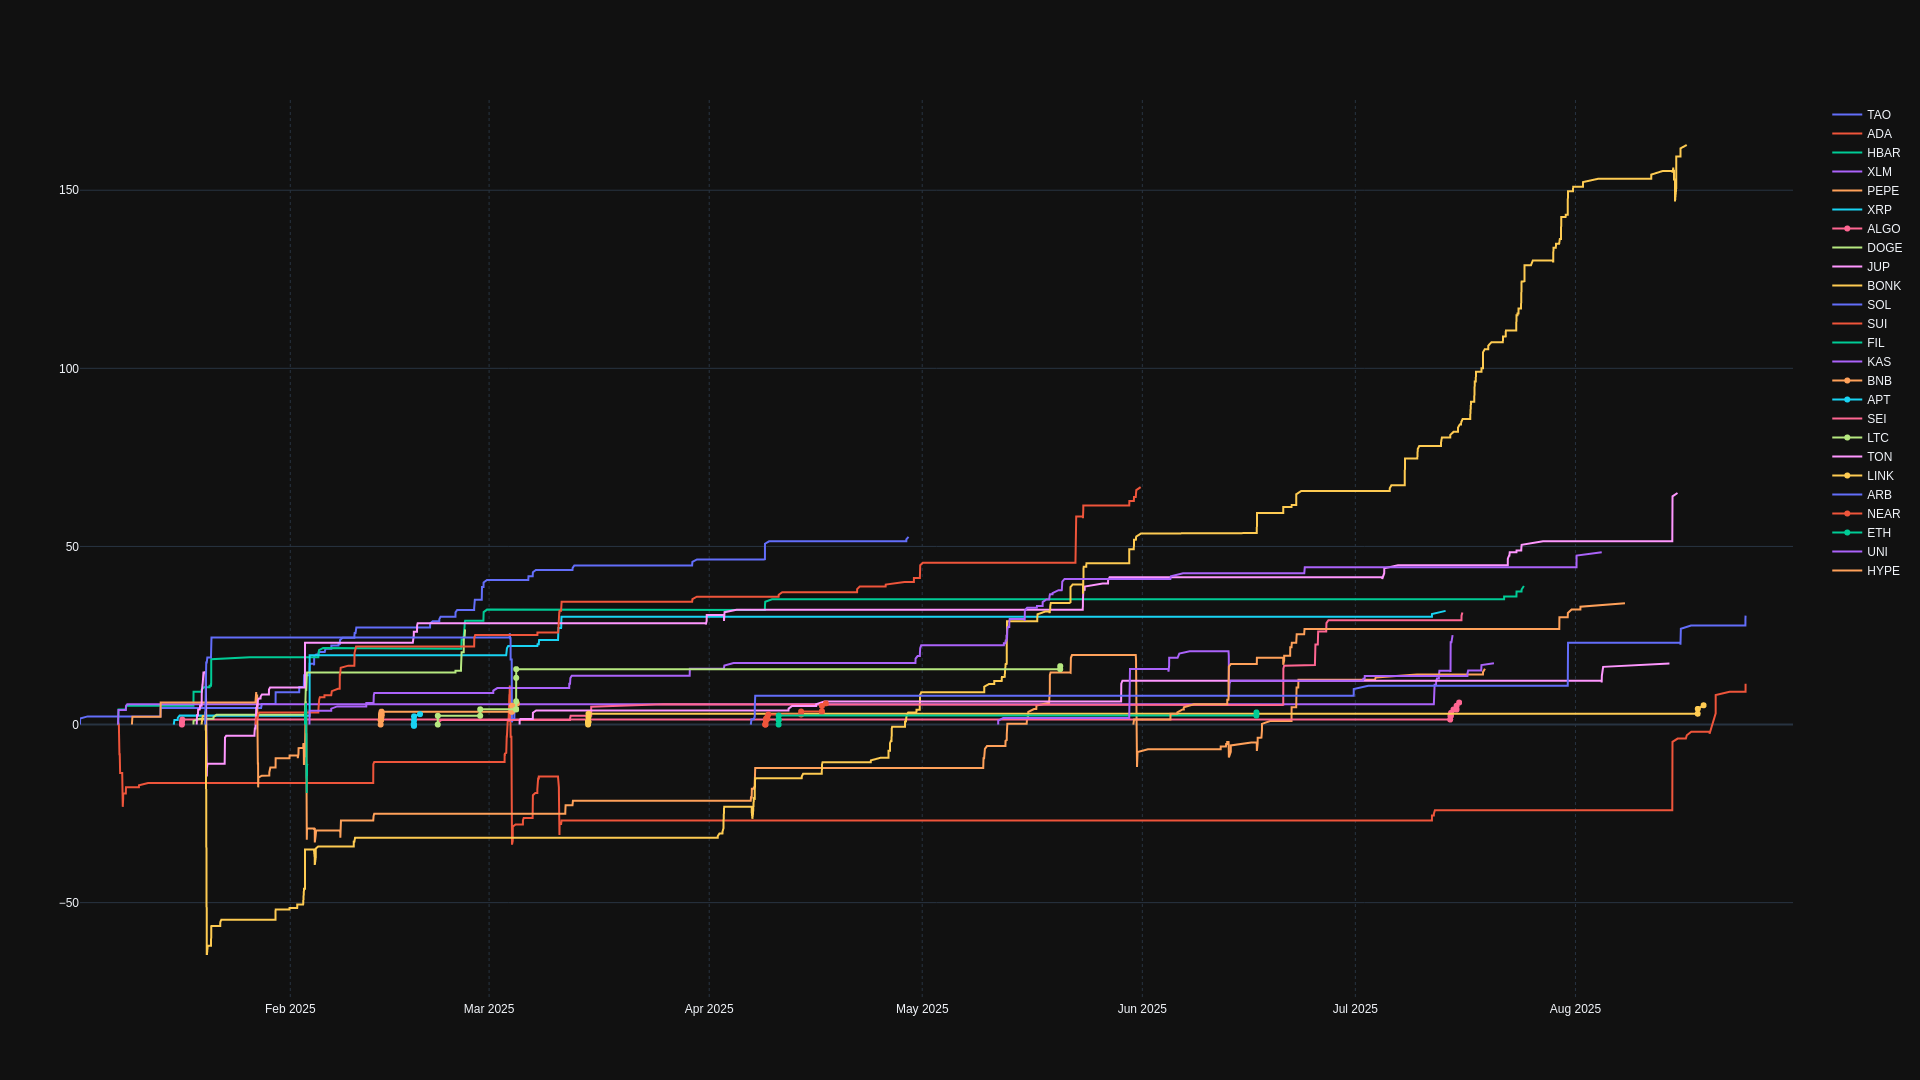 150
100
50
0
−50
Feb 2025
Mar 2025
Apr 2025
May 2025
Jun 2025
Jul 2025
Aug 2025
TAO
ADA
HBAR
XLM
PEPE
XRP
ALGO
DOGE
JUP
BONK
SOL
SUI
FIL
KAS
BNB
APT
SEI
LTC
TON
LINK
ARB
NEAR
ETH
UNI
HYPE